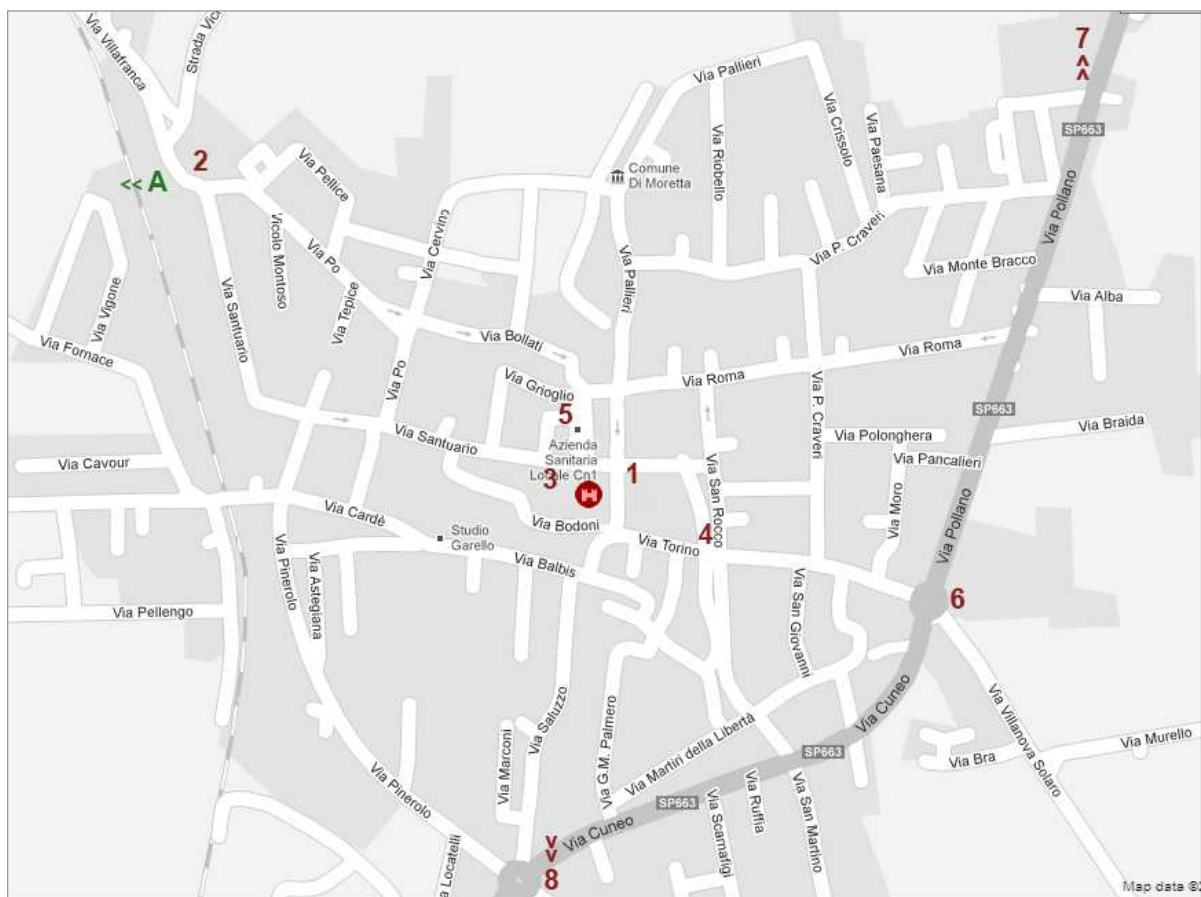 Via Villafranca
Strada Vic
7
^^
Via Pallieri
SP663
2
<< A
Via Pellice
Comune
Di Moretta
Via Riobello
Via Crissolo
Via Paesana
Via Pollano
Via Cervino
Vicolo Montoso
Via Po
Via Tepice
Via Vigone
Via Santuario
Via Pallieri
Via P. Craveri
Via Monte Bracco
Via Alba
Via Fornace
Via Bollati
Via Roma
Via Roma
Via Po
Via Grioglio
Via P. Craveri
SP663
5
Azienda
Sanitaria
Locale Cn1
Via Santuario
Via Polonghera
Via Braida
Via Pancalieri
Via Cavour
3
1
Via San Rocco
Via Moro
Via Pollano
Via Cardè
Studio
Garello
Via Bodoni
Via Torino
4
Via Balbis
Via Pinerolo
Via Astegiana
Via San Giovanni
6
Via Pellengo
Via Saluzzo
Via G.M. Palmero
Via Martiri della Libertà
Via Cuneo
Via Villanova Solaro
Via Marconi
SP663
Via Bra
Via Murello
Via Pinerolo
SP663
Via Cuneo
Via Scarnafigi
Via Ruffia
Via San Martino
Via Locatelli
vv
8
Map data ©2